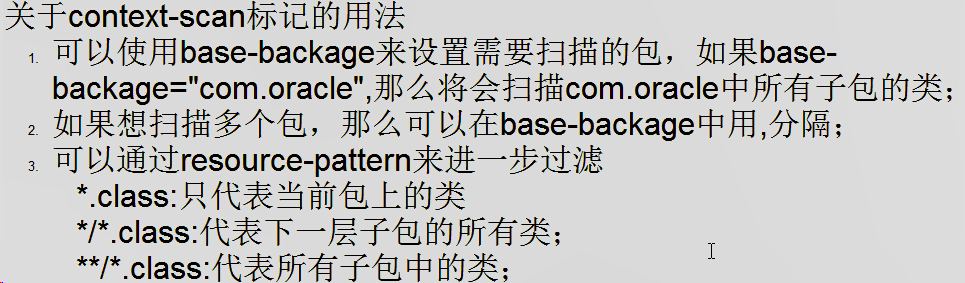 关于context-scan标记的用法
1. 可以使用base-backage来设置需要扫描的包，如果base-
backage="com.oracle",那么将会扫描com.oracle中所有子包的类；
2. 如果想扫描多个包，那么可以在base-backage中用,分隔；
3. 可以通过resource-pattern来进一步过滤
*.class:只代表当前包上的类
*/*.class:代表下一层子包的所有类；
**/*.class:代表所有子包中的类；